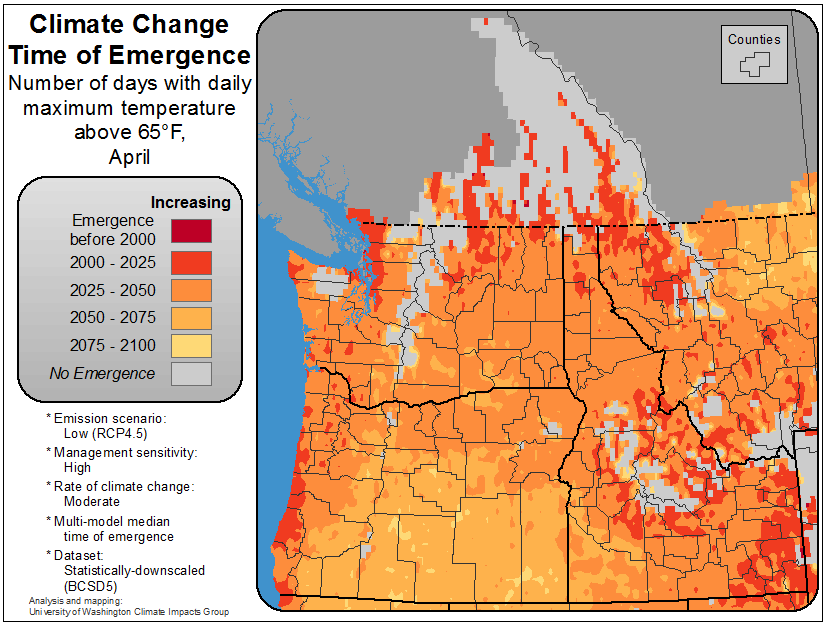 Climate Change
Time of Emergence
Number of days with daily
maximum temperature
above 65°F,
April
Increasing
Emergence
before 2000
2000 - 2025
2025 - 2050
2050 - 2075
2075 - 2100
No Emergence
* Emission scenario:
Low (RCP4.5)
* Management sensitivity:
High
* Rate of climate change:
Moderate
* Multi-model median
time of emergence
* Dataset:
Statistically-downscaled
(BCSD5)
Analysis and mapping:
University of Washington Climate Impacts Group
Counties